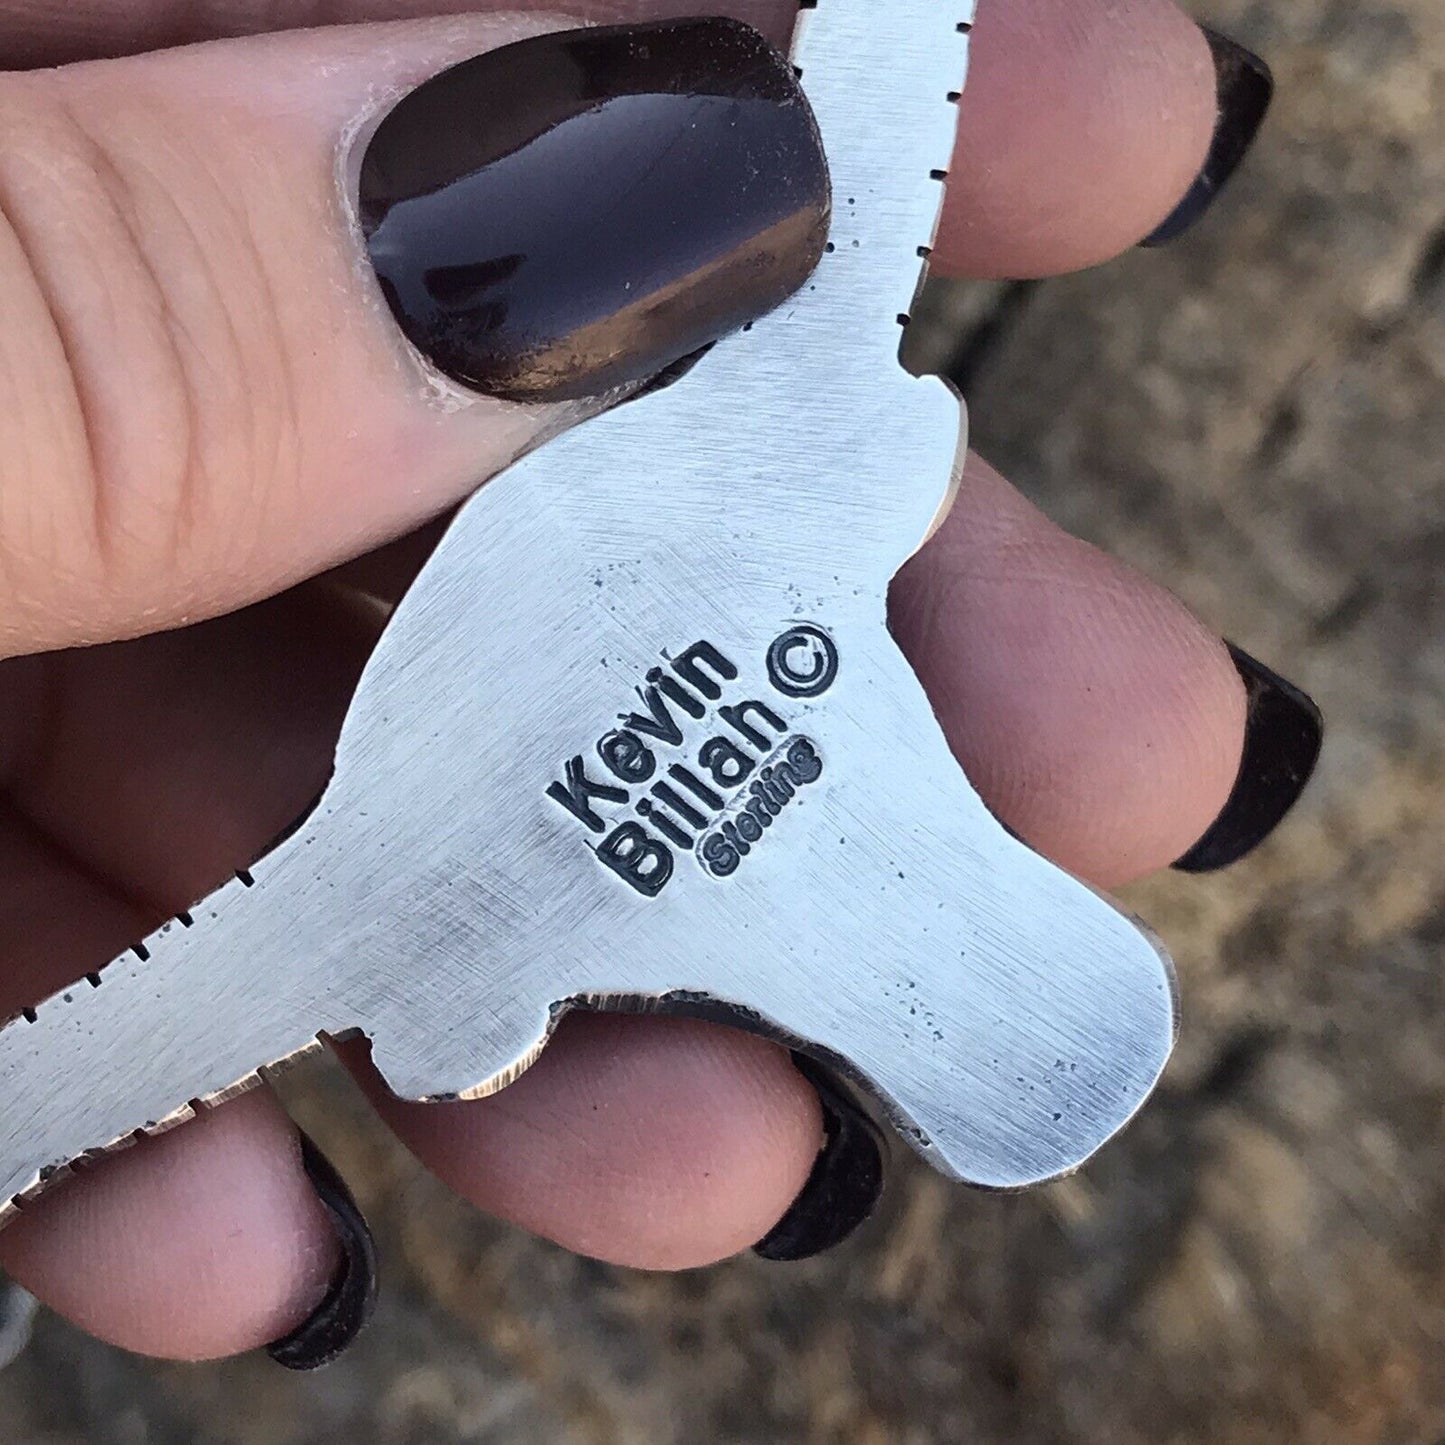 Kevin
Billah ©
Sterling